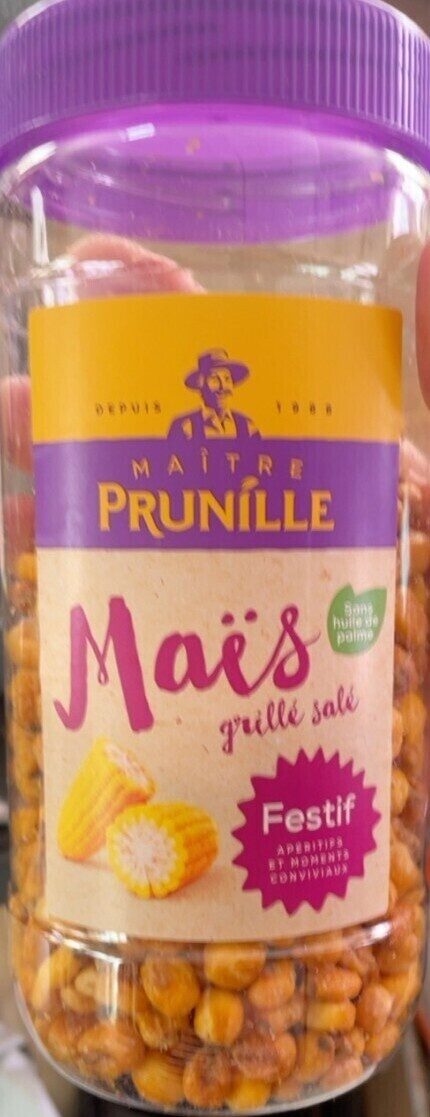 DEPUIS 1988
MAÎTRE
PRUNILLE
Maïs
grillé salé
Sans
huile de
palme
Festif
APÉRITIFS
ET MOMENTS
CONVIVIAUX